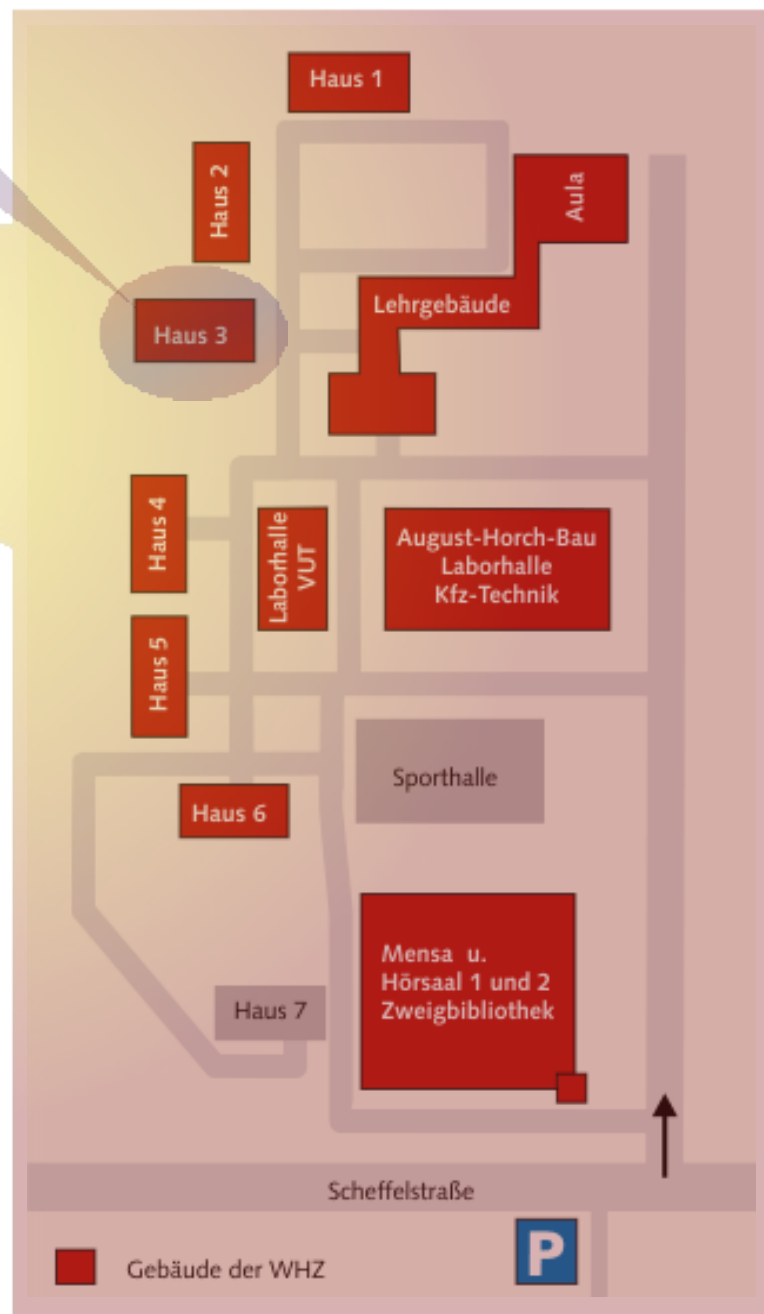 Haus 1
Haus 2
Aula
Lehrgebäude
Haus 3
Haus 4
Laborhalle
VUT
August-Horch-Bau
Laborhalle
Kfz-Technik
Haus 5
Sporthalle
Haus 6
Mensa u.
Hörsaal 1 und 2
Zweigbibliothek
Haus 7
Scheffelstraße
P
Gebäude der WHZ